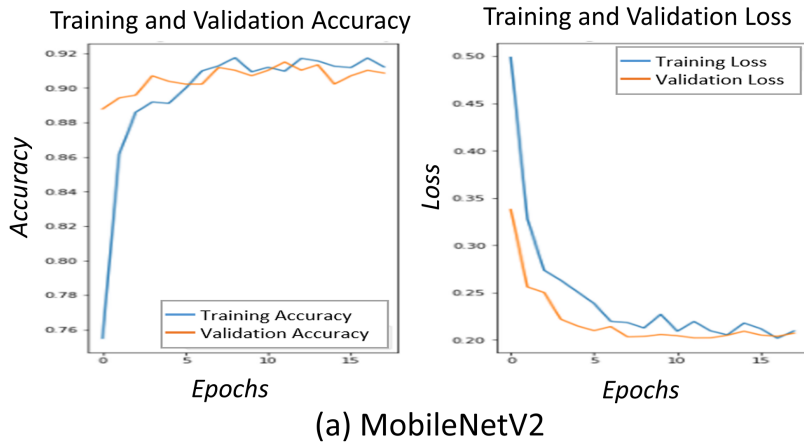 Training and Validation Accuracy
0.92
0.90
0.88
0.86
0.84
0.82
0.80
0.78
0.76
Accuracy
Training Accuracy
Validation Accuracy
0 5 10 15
Epochs
Training and Validation Loss
0.50
0.45
0.40
0.35
0.30
0.25
0.20
Loss
Training Loss
Validation Loss
0 5 10 15
Epochs
(a) MobileNetV2